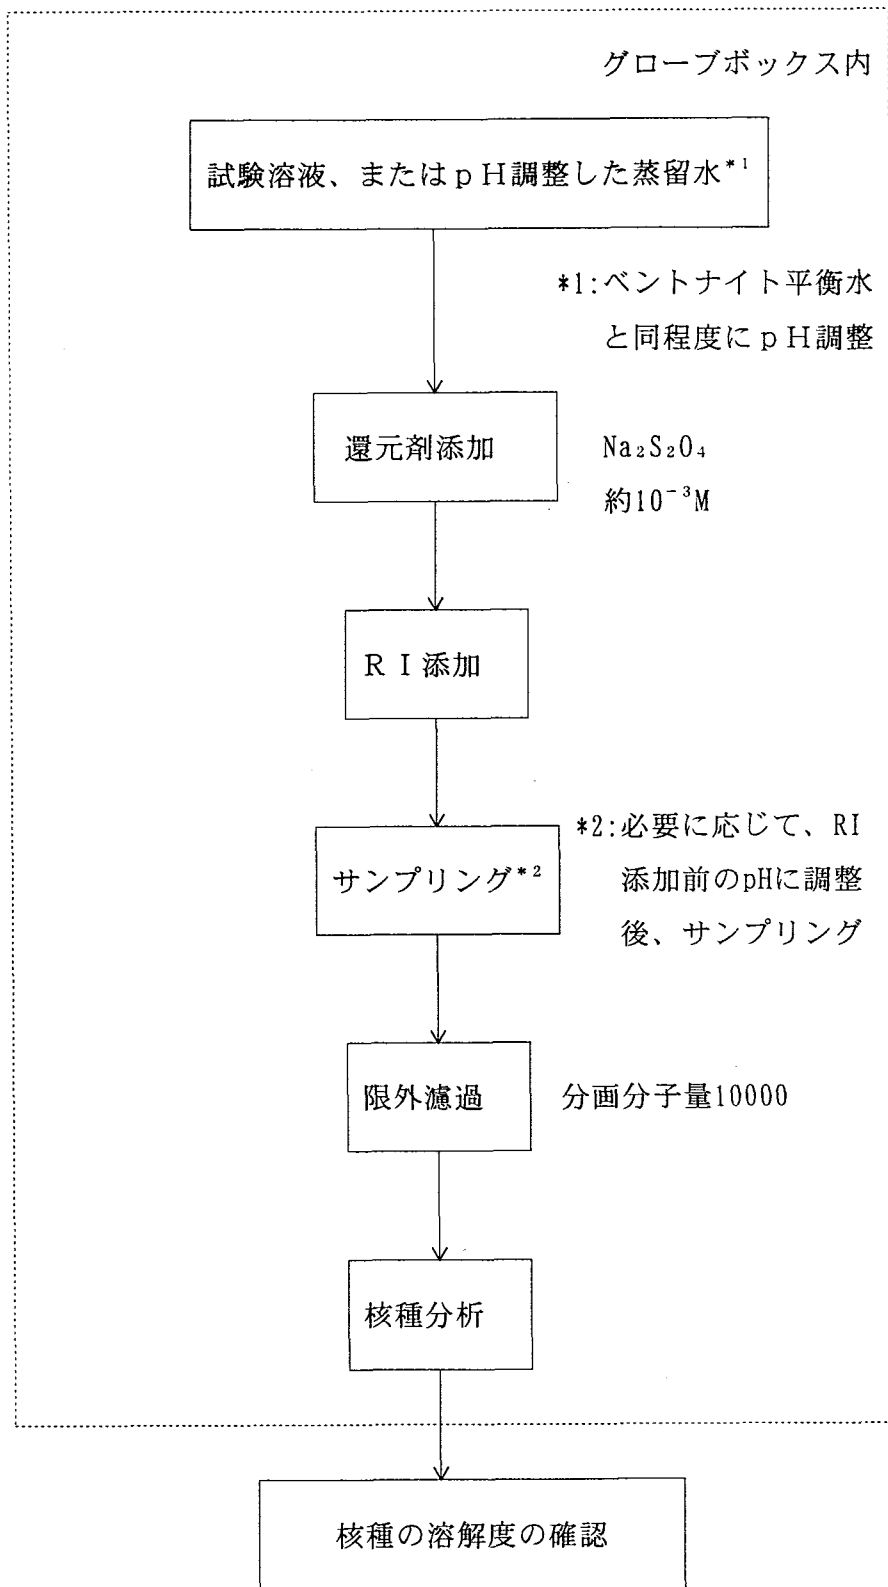 グローブボックス内
試験溶液、またはpH調整した蒸留水*¹
*1:ベントナイト平衡水
と同程度にpH調整
還元剤添加
Na₂S₂O₄
約10⁻³M
RI添加
サンプリング*²
*2:必要に応じて、RI
添加前のpHに調整
後、サンプリング
限外濾過
分画分子量10000
核種分析
核種の溶解度の確認